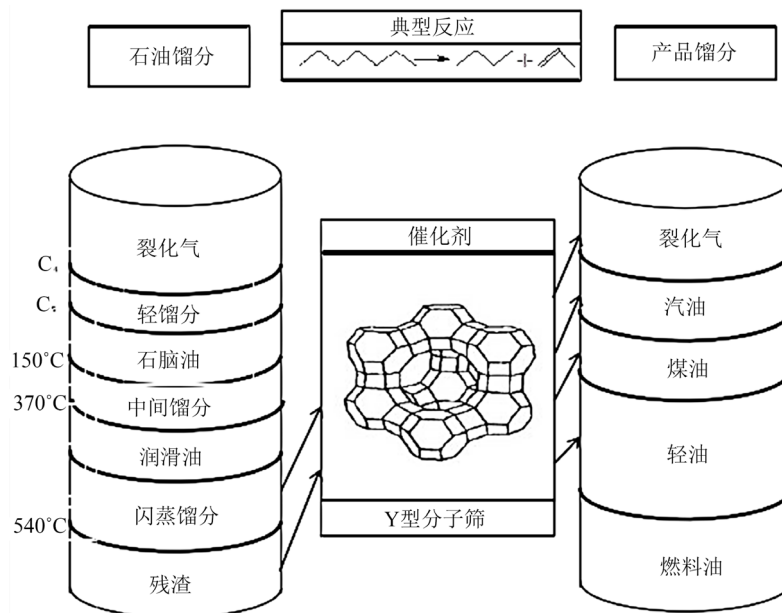 石油馏分
典型反应
+
产品馏分
裂化气
C₄
C₅
轻馏分
150°C
石脑油
370°C
中间馏分
润滑油
闪蒸馏分
540°C
残渣
催化剂
Y型分子筛
裂化气
汽油
煤油
轻油
燃料油